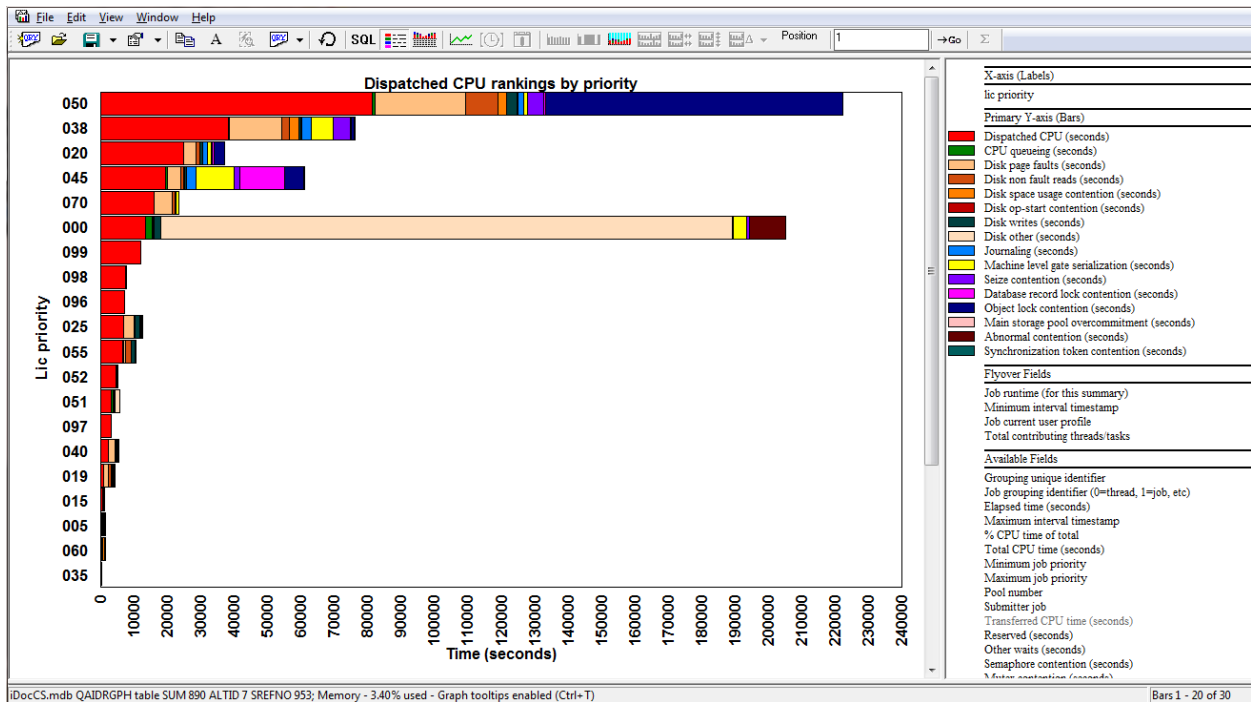 File Edit View Window Help
SQL Position 1 Go Σ
Dispatched CPU rankings by priority
Lic priority
050
038
020
045
070
000
099
098
096
025
055
052
051
097
040
019
015
005
060
035
0 10000 20000 30000 40000 50000 60000 70000 80000 90000 100000 110000 120000 130000 140000 150000 160000 170000 180000 190000 200000 210000 220000 230000 240000
Time (seconds)
X-axis (Labels)
lic priority
Primary Y-axis (Bars)
Dispatched CPU (seconds)
CPU queueing (seconds)
Disk page faults (seconds)
Disk non fault reads (seconds)
Disk space usage contention (seconds)
Disk op-start contention (seconds)
Disk writes (seconds)
Disk other (seconds)
Journaling (seconds)
Machine level gate serialization (seconds)
Seize contention (seconds)
Database record lock contention (seconds)
Object lock contention (seconds)
Main storage pool overcommitment (seconds)
Abnormal contention (seconds)
Synchronization token contention (seconds)
Flyover Fields
Job runtime (for this summary)
Minimum interval timestamp
Job current user profile
Total contributing threads/tasks
Available Fields
Grouping unique identifier
Job grouping identifier (0=thread, 1=job, etc)
Elapsed time (seconds)
Maximum interval timestamp
% CPU time of total
Total CPU time (seconds)
Minimum job priority
Maximum job priority
Pool number
Submitter job
Transferred CPU time (seconds)
Reserved (seconds)
Other waits (seconds)
Semaphore contention (seconds)
Mutex contention (seconds)
iDocCS.mdb QAIDRGPH table SUM 890 ALTID 7 SREFNO 953; Memory - 3.40% used - Graph tooltips enabled (Ctrl+T)
Bars 1 - 20 of 30